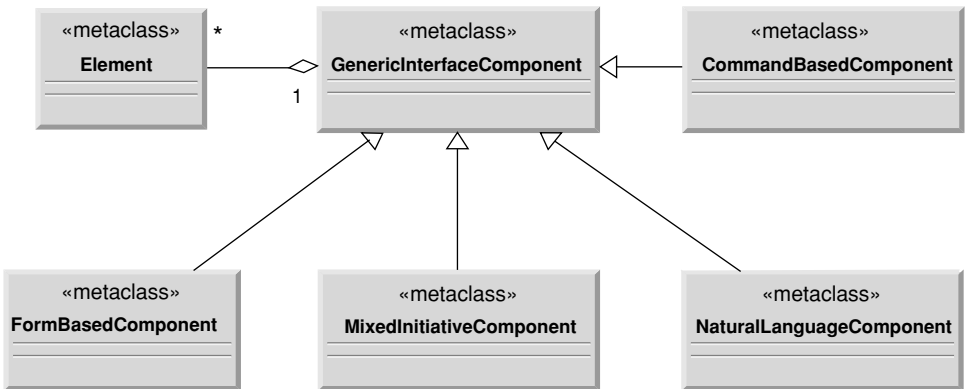 «metaclass»
Element
*
1
«metaclass»
GenericInterfaceComponent
«metaclass»
CommandBasedComponent
«metaclass»
FormBasedComponent
«metaclass»
MixedInitiativeComponent
«metaclass»
NaturalLanguageComponent